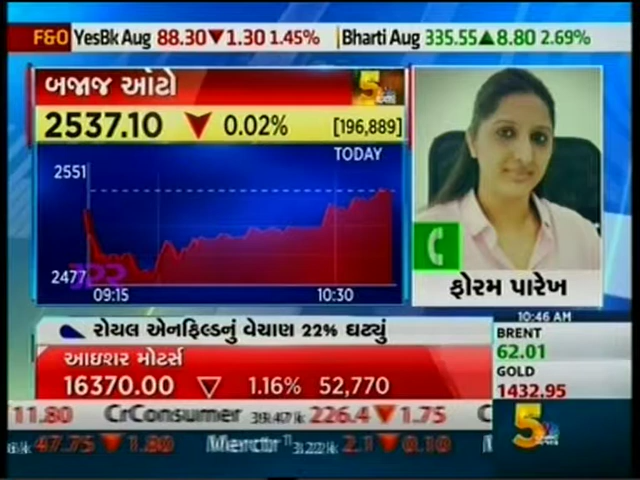 F&O YesBk Aug 88.30▼1.30 1.45% Bharti Aug 335.55▲8.80 2.69%
બજાજ ઓટો
2537.10 ▼ 0.02% [196,889]
TODAY
2551
2477
09:15 10:30
ફોરમ પારેખ
10:46 AM
રોયલ એનફિલ્ડનું વેચાણ 22% ઘટ્યું
આઇશર મોટર્સ
16370.00 ▽ 1.16% 52,770
BRENT
62.01
GOLD
1432.95
11.80 CrConsumer 226.4▼1.75
47.75▼1.80 2.1▼0.10